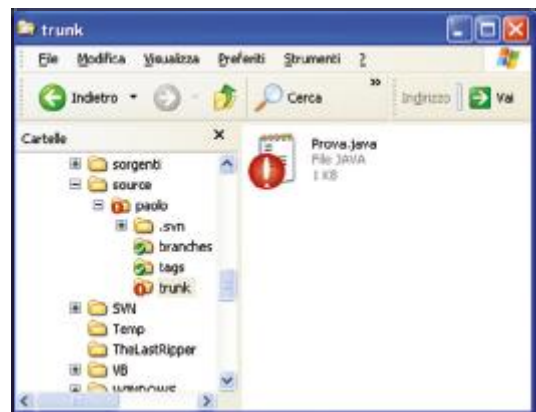 trunk
File Modifica Visualizza Preferiti Strumenti ?
Indietro Cerca » Indirizzo Vai
Cartelle x
sorgenti
source
paolo
.svn
branches
tags
trunk
SVN
Temp
TheLastRipper
VB
WINDOWS
Prova.java
File JAVA
1 KB